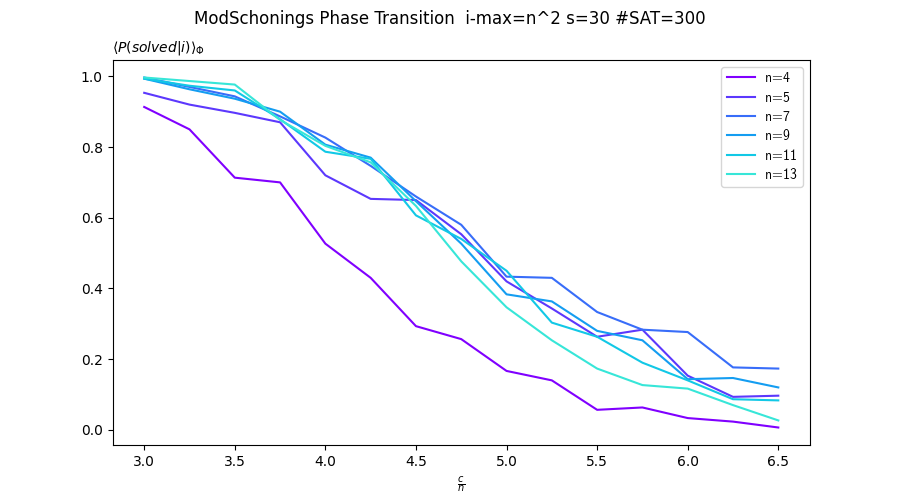 ModSchonings Phase Transition  i-max=n^2 s=30 #SAT=300
⟨P(solved|i)⟩Φ
1.0
0.8
0.6
0.4
0.2
0.0
n=4
n=5
n=7
n=9
n=11
n=13
3.0 3.5 4.0 4.5 5.0 5.5 6.0 6.5
c/n